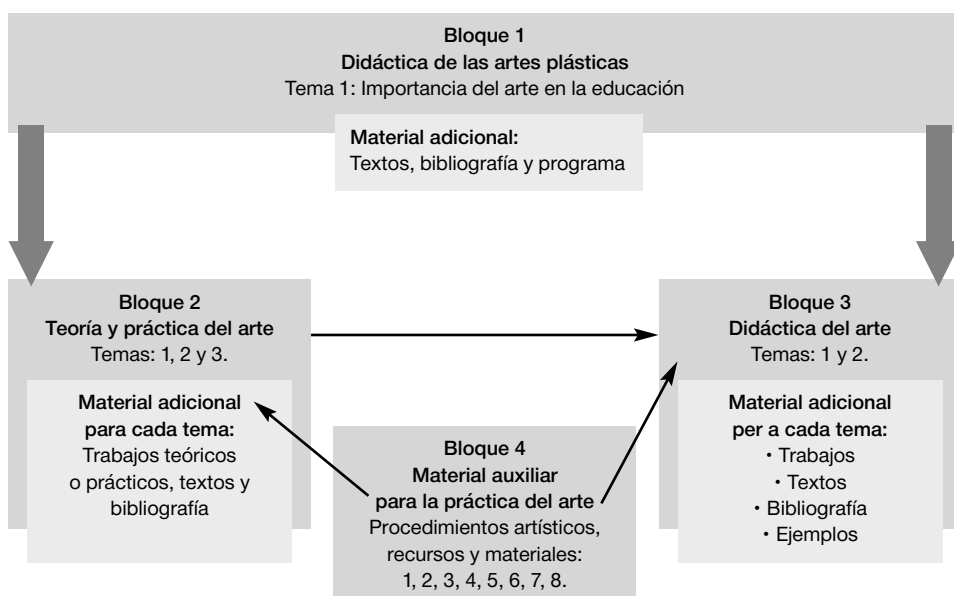 Bloque 1
Didáctica de las artes plásticas
Tema 1: Importancia del arte en la educación
Material adicional:
Textos, bibliografía y programa
Bloque 2
Teoría y práctica del arte
Temas: 1, 2 y 3.
Material adicional
para cada tema:
Trabajos teóricos
o prácticos, textos y
bibliografía
Bloque 4
Material auxiliar
para la práctica del arte
Procedimientos artísticos,
recursos y materiales:
1, 2, 3, 4, 5, 6, 7, 8.
Bloque 3
Didáctica del arte
Temas: 1 y 2.
Material adicional
per a cada tema:
• Trabajos
• Textos
• Bibliografía
• Ejemplos